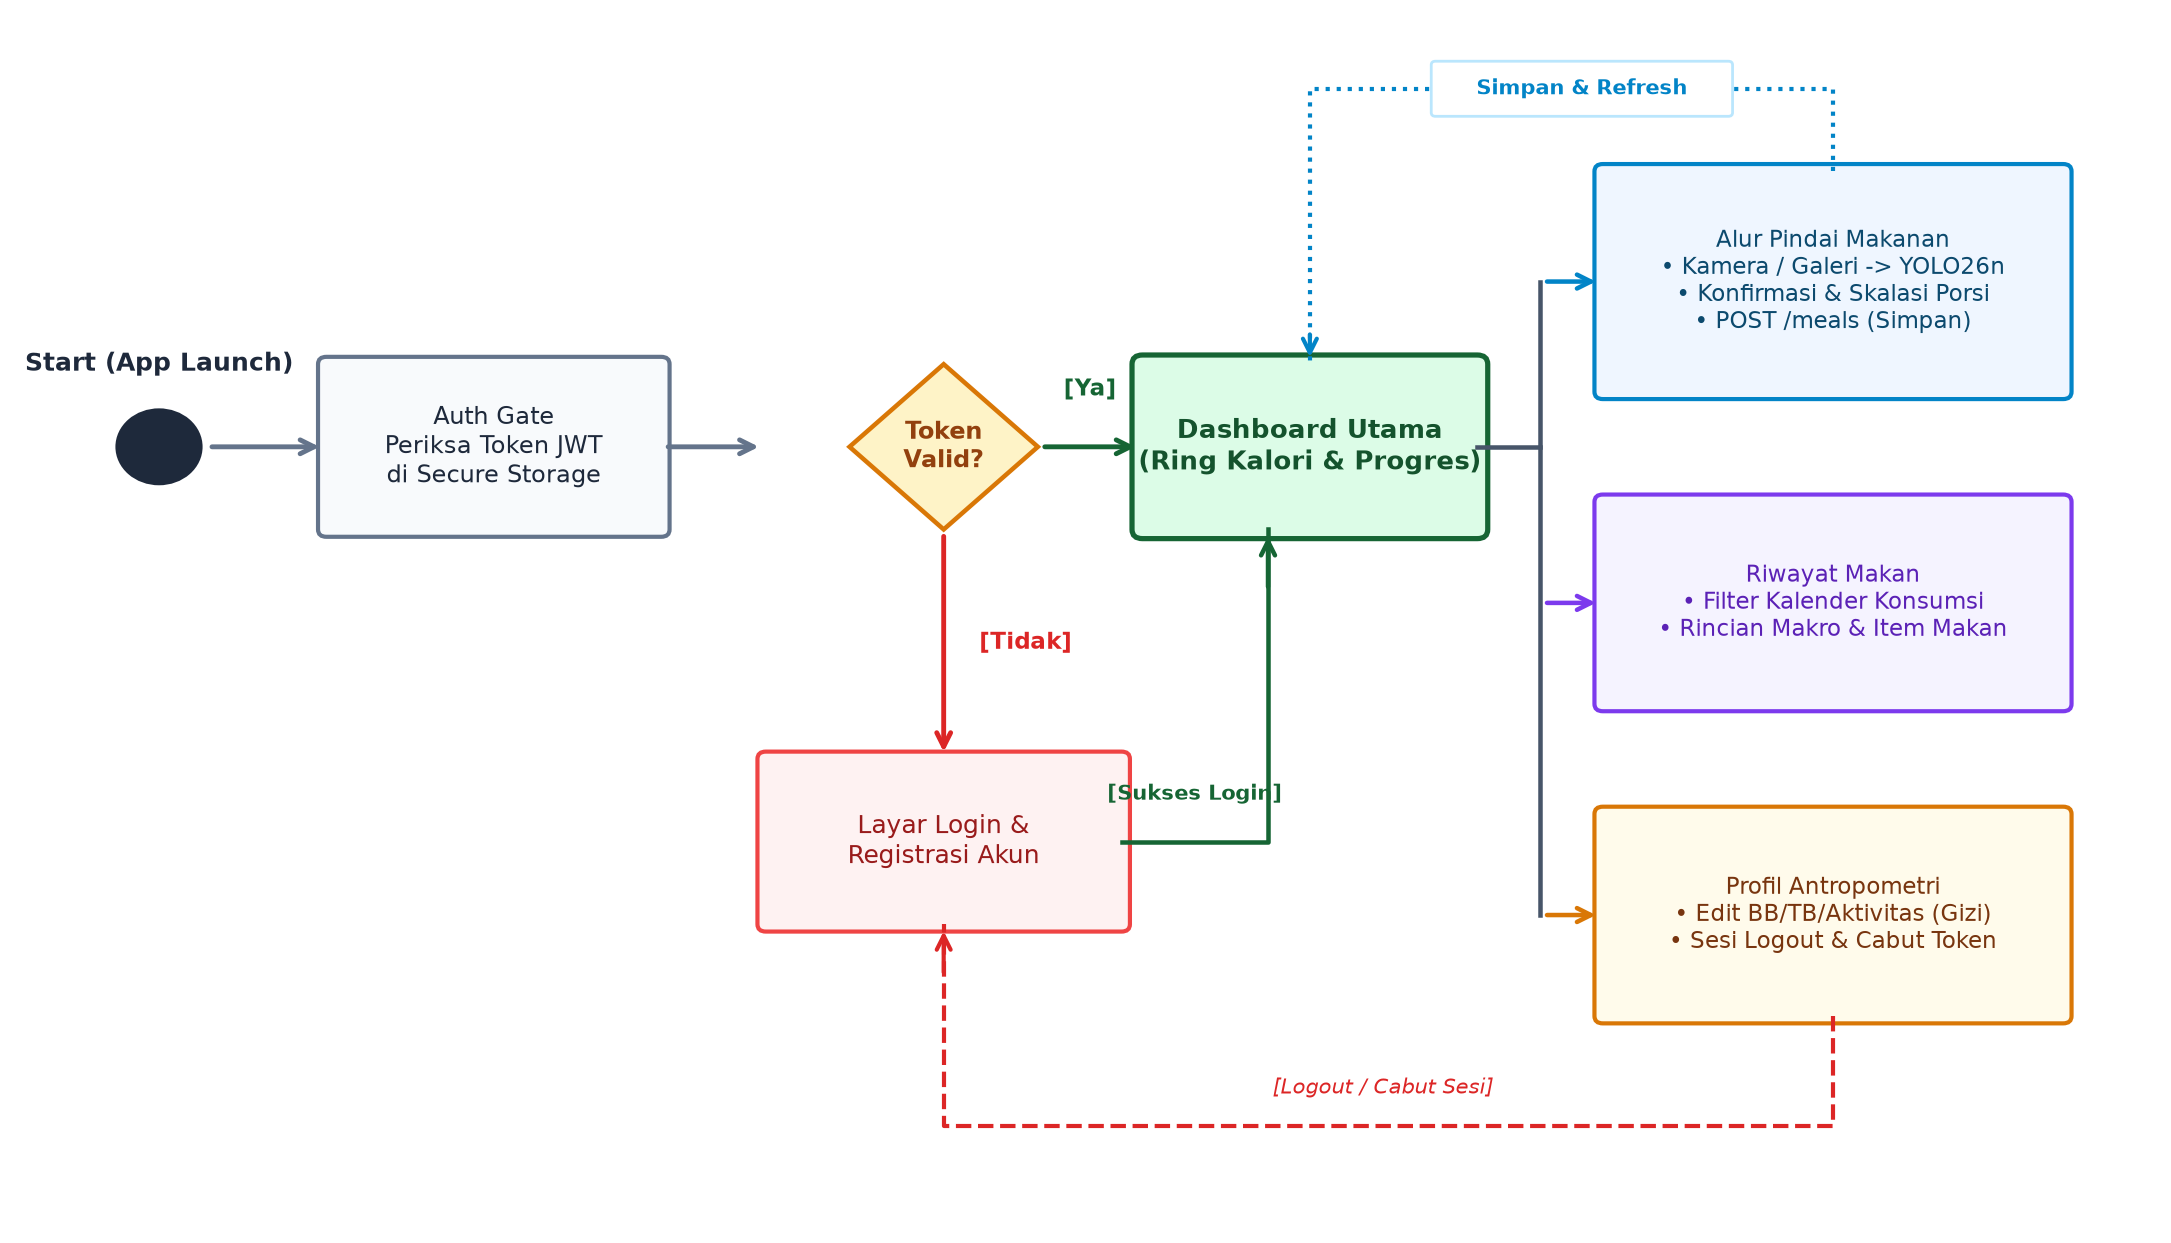 Simpan & Refresh
Alur Pindai Makanan
• Kamera / Galeri -> YOLO26n
• Konfirmasi & Skalasi Porsi
• POST /meals (Simpan)
Start (App Launch)
Auth Gate
Periksa Token JWT
di Secure Storage
Token
Valid?
[Ya]
Dashboard Utama
(Ring Kalori & Progres)
Riwayat Makan
• Filter Kalender Konsumsi
• Rincian Makro & Item Makan
[Tidak]
[Sukses Login]
Layar Login &
Registrasi Akun
Profil Antropometri
• Edit BB/TB/Aktivitas (Gizi)
• Sesi Logout & Cabut Token
[Logout / Cabut Sesi]